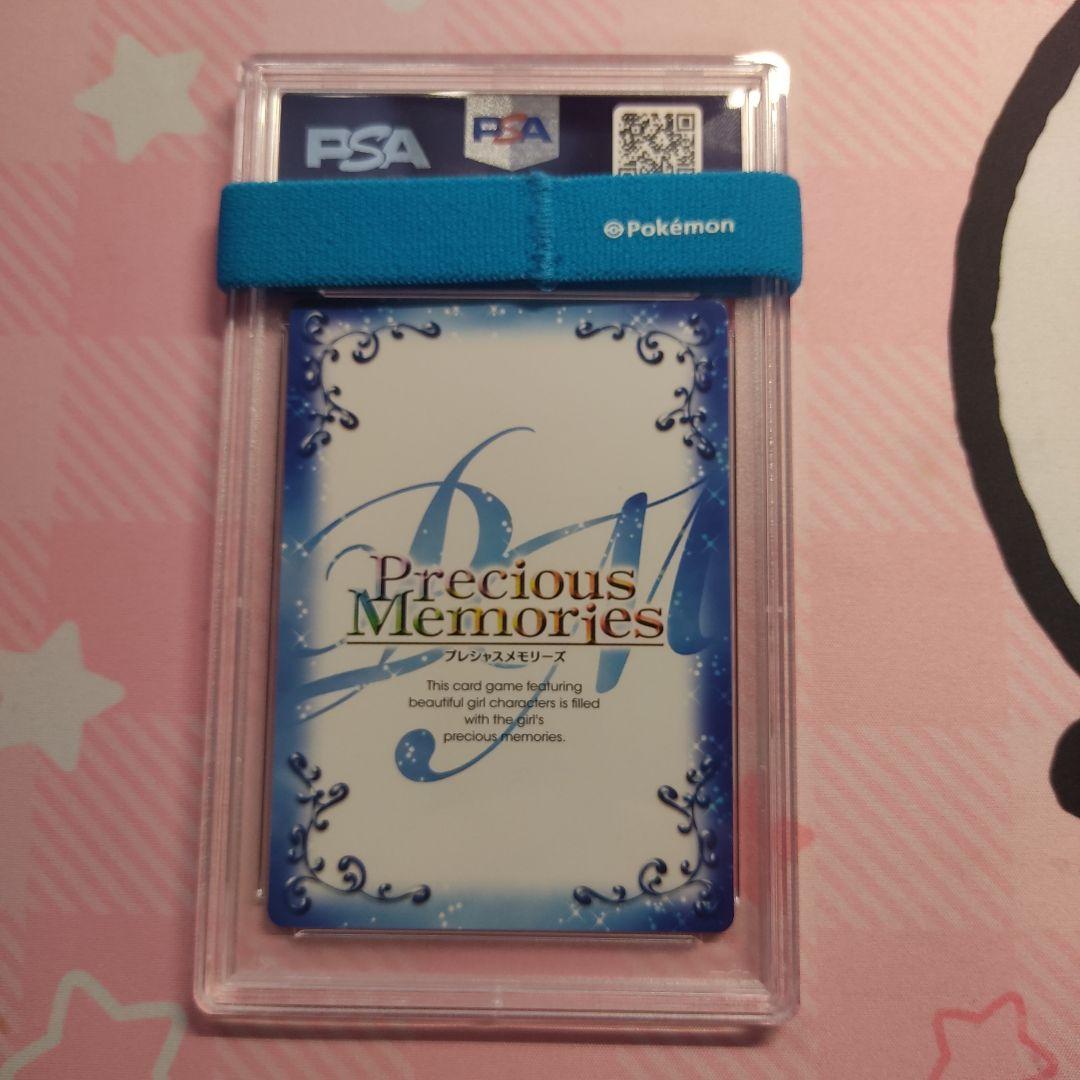 PSA
PSA
Pokémon
Precious
Memories
プレシャスメモリーズ
This card game featuring
beautiful girl characters is filled
with the girl's
precious memories.